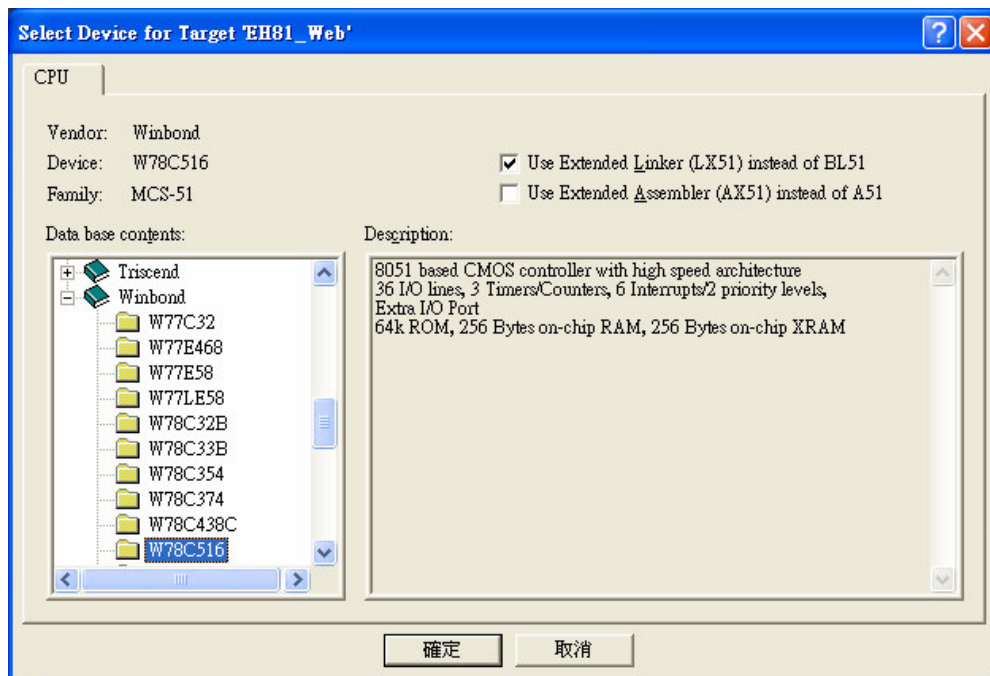 Select Device for Target 'EH81_Web'
CPU
Vendor: Winbond
Device: W78C516
Family: MCS-51
Use Extended Linker (LX51) instead of BL51
Use Extended Assembler (AX51) instead of A51
Data base contents:
Triscend
Winbond
W77C32
W77E468
W77E58
W77LE58
W78C32B
W78C33B
W78C354
W78C374
W78C438C
W78C516
Description:
8051 based CMOS controller with high speed architecture
36 I/O lines, 3 Timers/Counters, 6 Interrupts/2 priority levels,
Extra I/O Port
64k ROM, 256 Bytes on-chip RAM, 256 Bytes on-chip XRAM
確定
取消